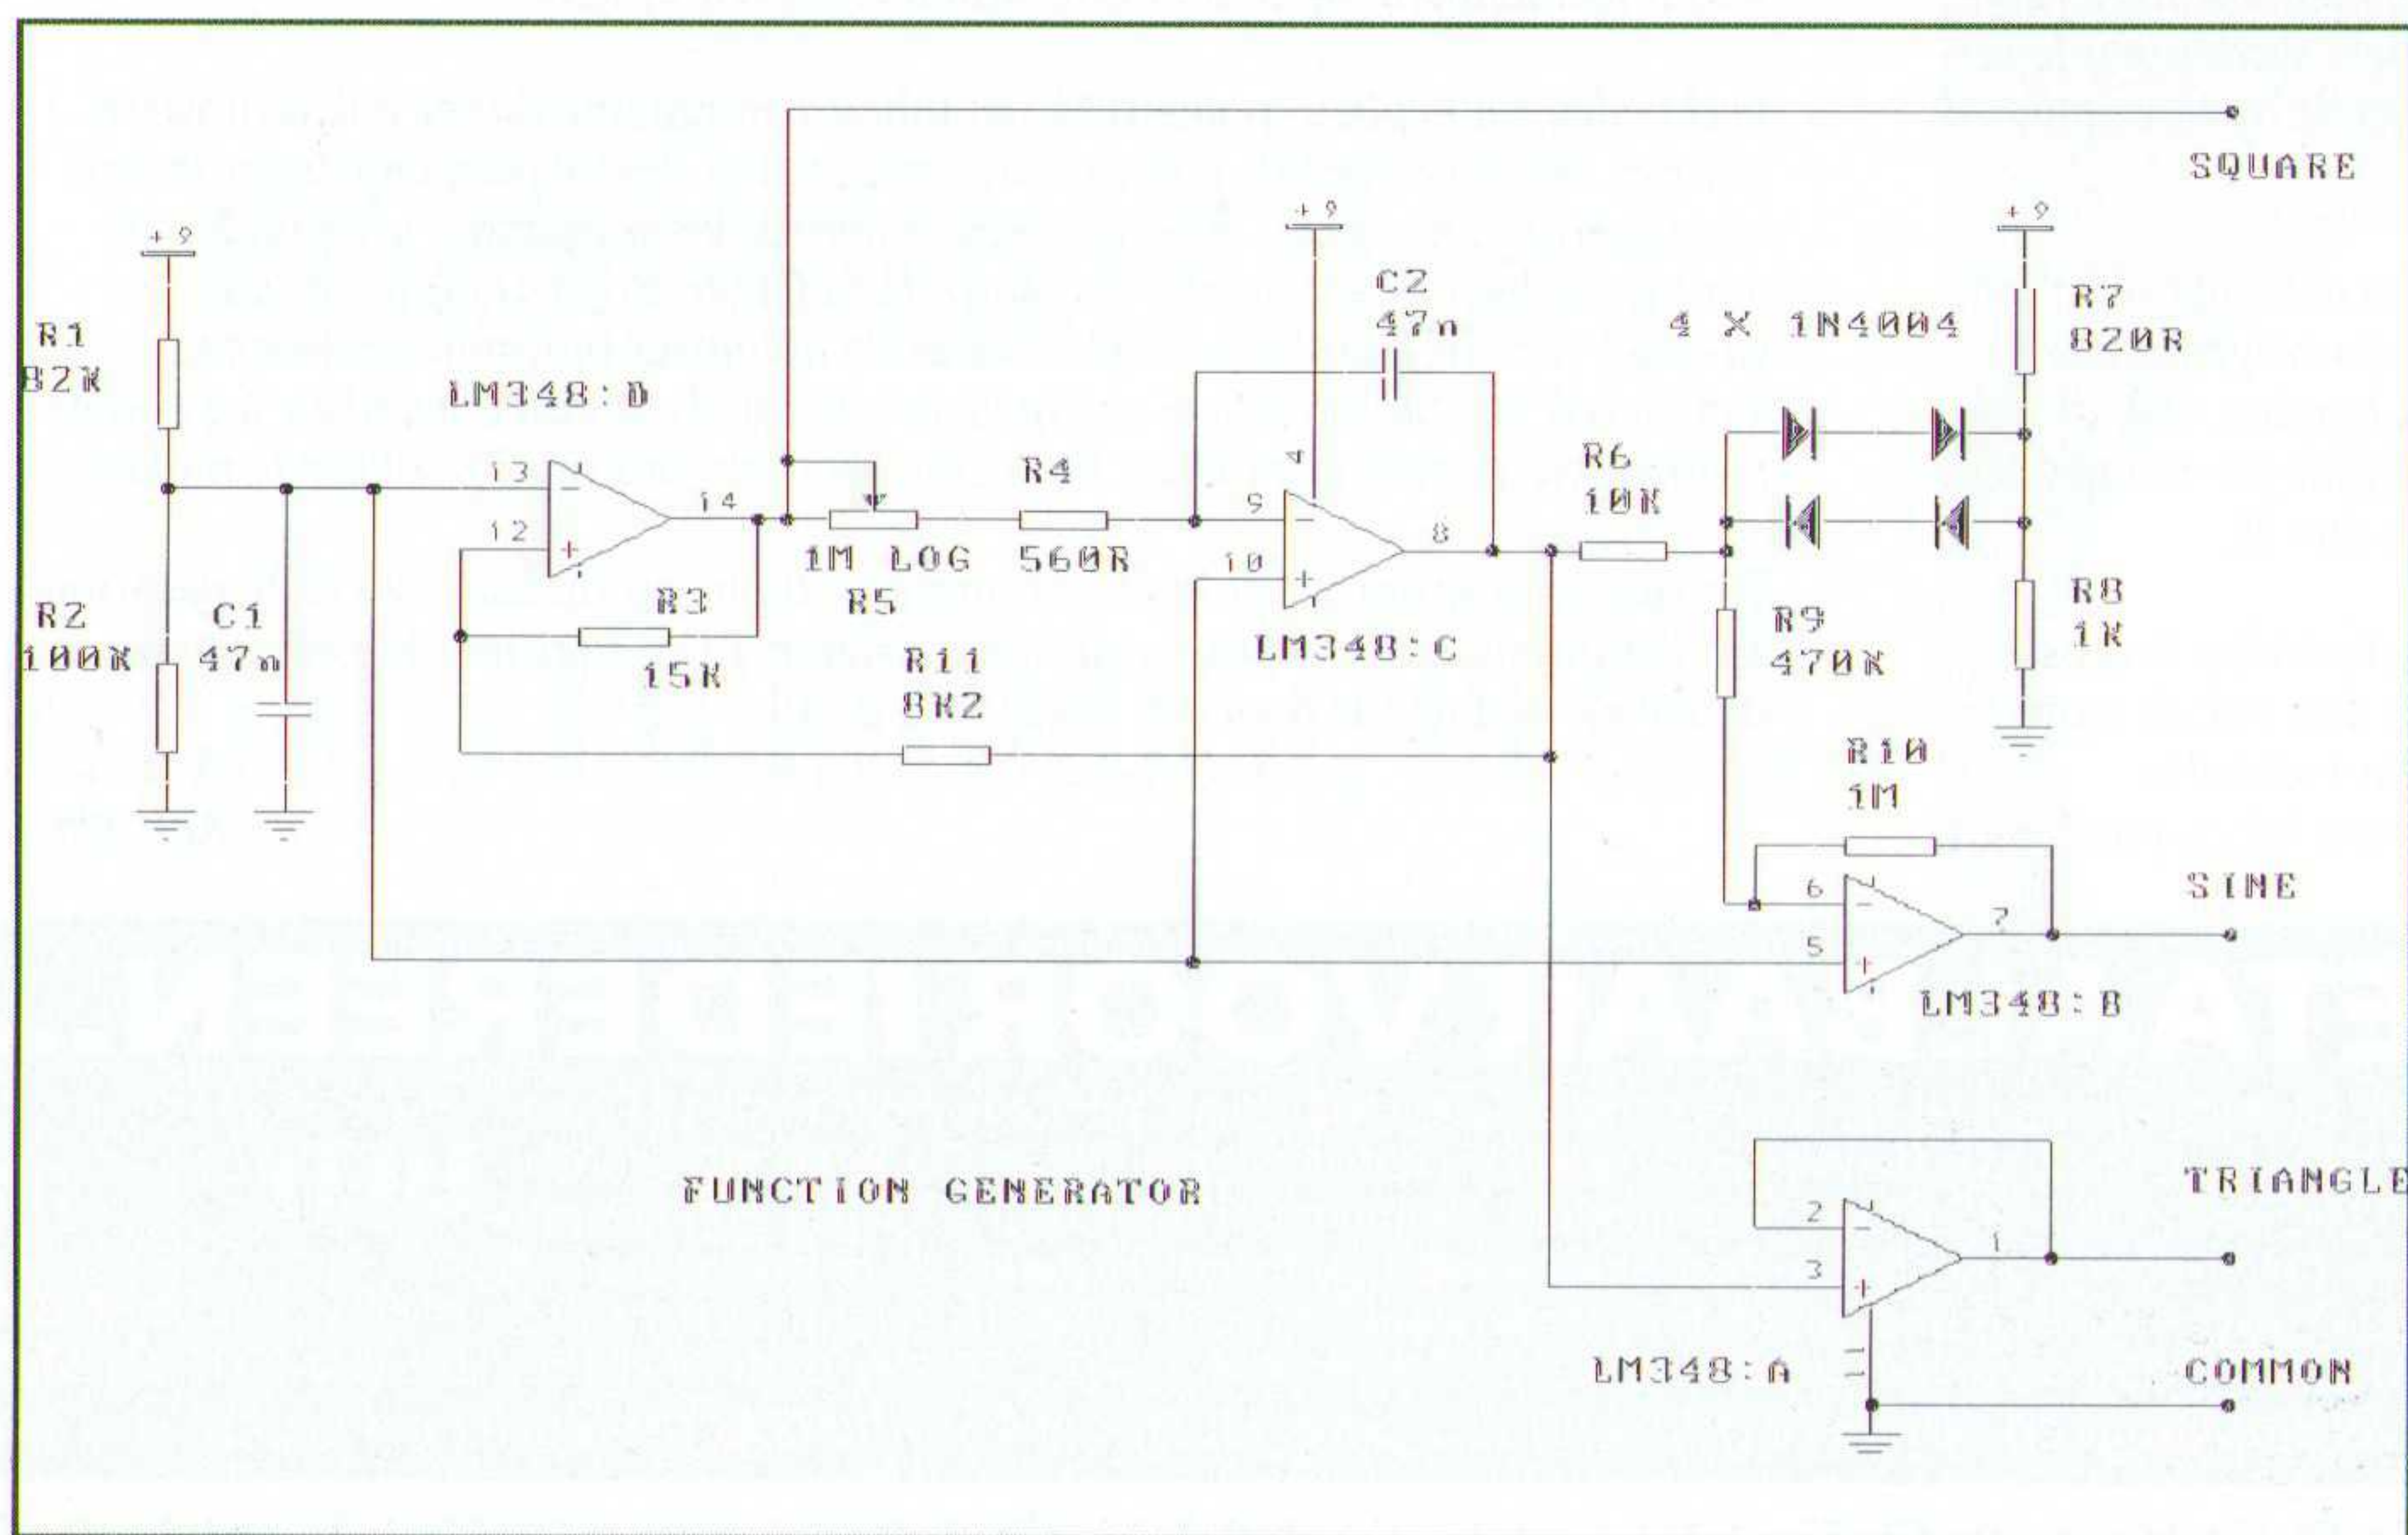 SQUARE
+9
+9
+9
C2
47n
R7
820R
4 X 1N4004
R1
82K
LM348:D
R6
10K
R4
13
14
12
4
9
8
10
1M LOG
560R
R5
R3
15K
R2
100K
C1
47n
LM348:C
R8
1K
R9
470K
R11
8K2
R10
1M
6
7
5
SINE
LM348:B
FUNCTION GENERATOR
TRIANGLE
2
1
3
LM348:A
11
COMMON